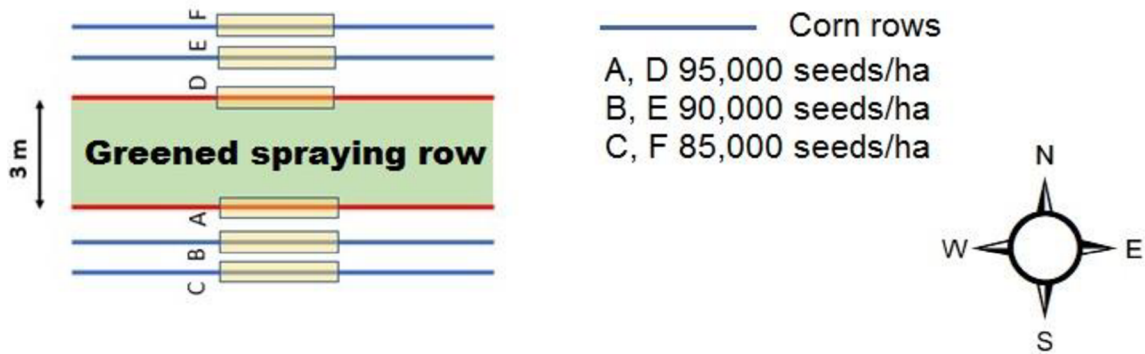 F
E
D
3 m
Greened spraying row
A
B
C
Corn rows
A, D 95,000 seeds/ha
B, E 90,000 seeds/ha
C, F 85,000 seeds/ha
N
W
E
S